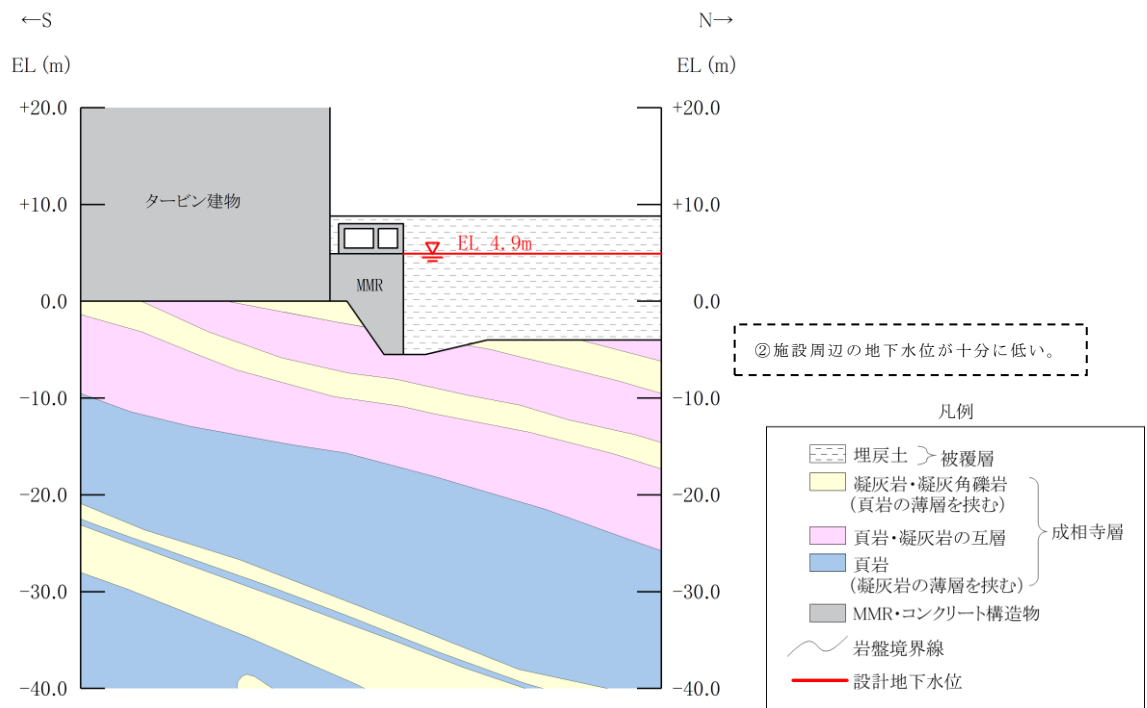 ←S
N→
EL (m)
EL (m)
+20.0
+20.0
タービン建物
+10.0
+10.0
EL 4.9m
MMR
0.0
0.0
②施設周辺の地下水位が十分に低い。
-10.0
-10.0
凡例
埋戻土
被覆層
凝灰岩・凝灰角礫岩
(頁岩の薄層を挟む)
頁岩・凝灰岩の互層
成相寺層
頁岩
(凝灰岩の薄層を挟む)
MMR・コンクリート構造物
岩盤境界線
設計地下水位
-20.0
-20.0
-30.0
-30.0
-40.0
-40.0